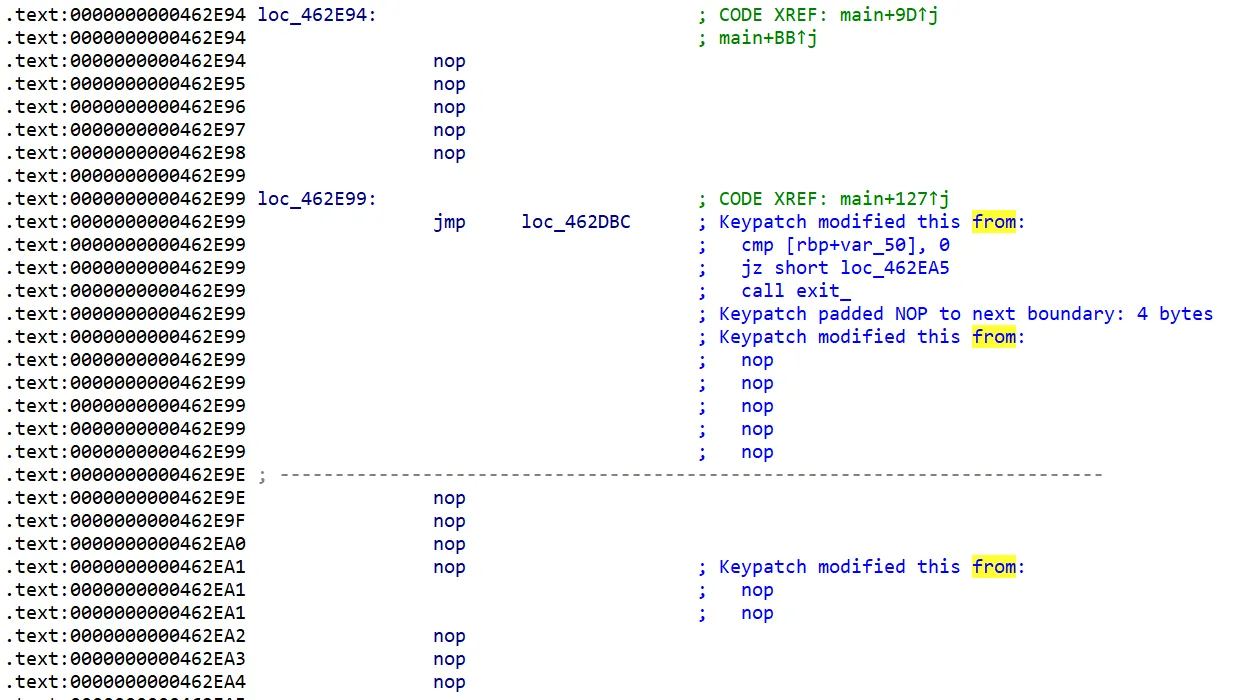 .text:0000000000462E94 loc_462E94: ; CODE XREF: main+9D↑j
.text:0000000000462E94 ; main+BB↑j
.text:0000000000462E94 nop
.text:0000000000462E95 nop
.text:0000000000462E96 nop
.text:0000000000462E97 nop
.text:0000000000462E98 nop
.text:0000000000462E99
.text:0000000000462E99 loc_462E99: ; CODE XREF: main+127↑j
.text:0000000000462E99 jmp loc_462DBC ; Keypatch modified this from:
.text:0000000000462E99 ; cmp [rbp+var_50], 0
.text:0000000000462E99 ; jz short loc_462EA5
.text:0000000000462E99 ; call exit_
.text:0000000000462E99 ; Keypatch padded NOP to next boundary: 4 bytes
.text:0000000000462E99 ; Keypatch modified this from:
.text:0000000000462E99 ; nop
.text:0000000000462E99 ; nop
.text:0000000000462E99 ; nop
.text:0000000000462E99 ; nop
.text:0000000000462E99 ; nop
.text:0000000000462E9E ; ---------------------------------------------------------------------------
.text:0000000000462E9E nop
.text:0000000000462E9F nop
.text:0000000000462EA0 nop
.text:0000000000462EA1 nop ; Keypatch modified this from:
.text:0000000000462EA1 ; nop
.text:0000000000462EA1 ; nop
.text:0000000000462EA2 nop
.text:0000000000462EA3 nop
.text:0000000000462EA4 nop